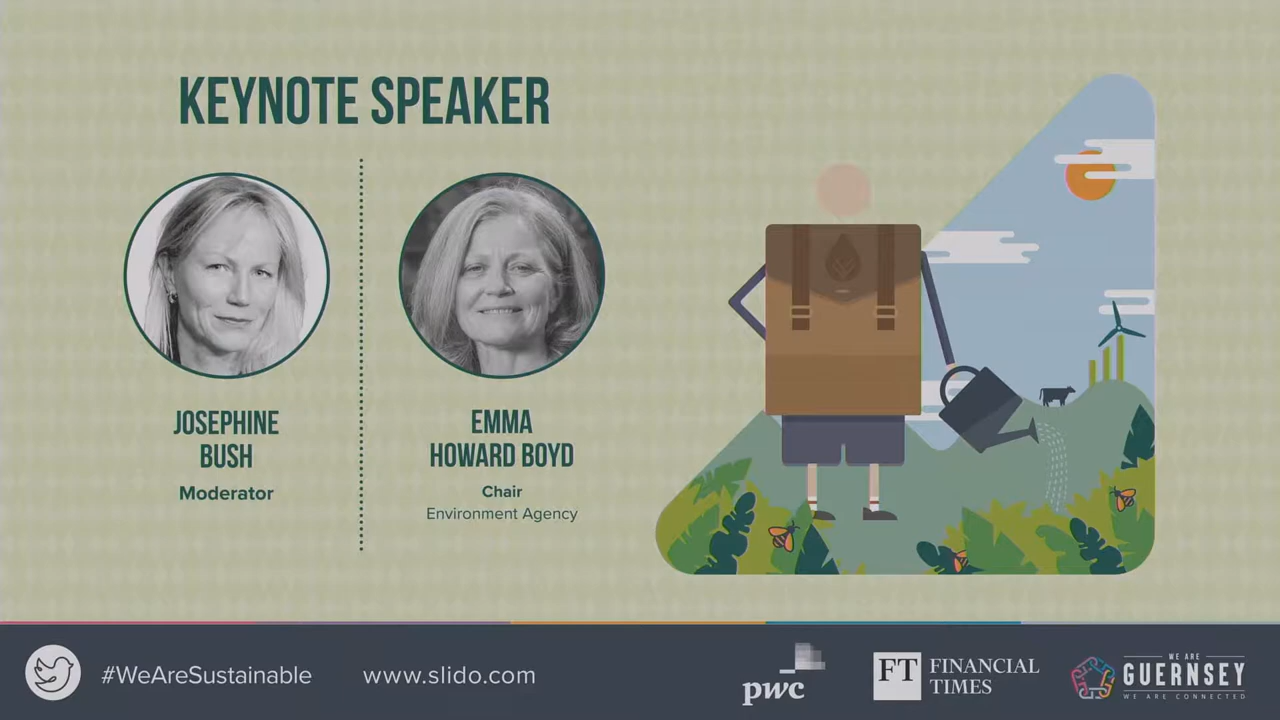 KEYNOTE SPEAKER
JOSEPHINE
BUSH
Moderator
EMMA
HOWARD BOYD
Chair
Environment Agency
#WeAreSustainable
www.slido.com
pwc
FT
FINANCIAL
TIMES
WE ARE
GUERNSEY
WE ARE CONNECTED